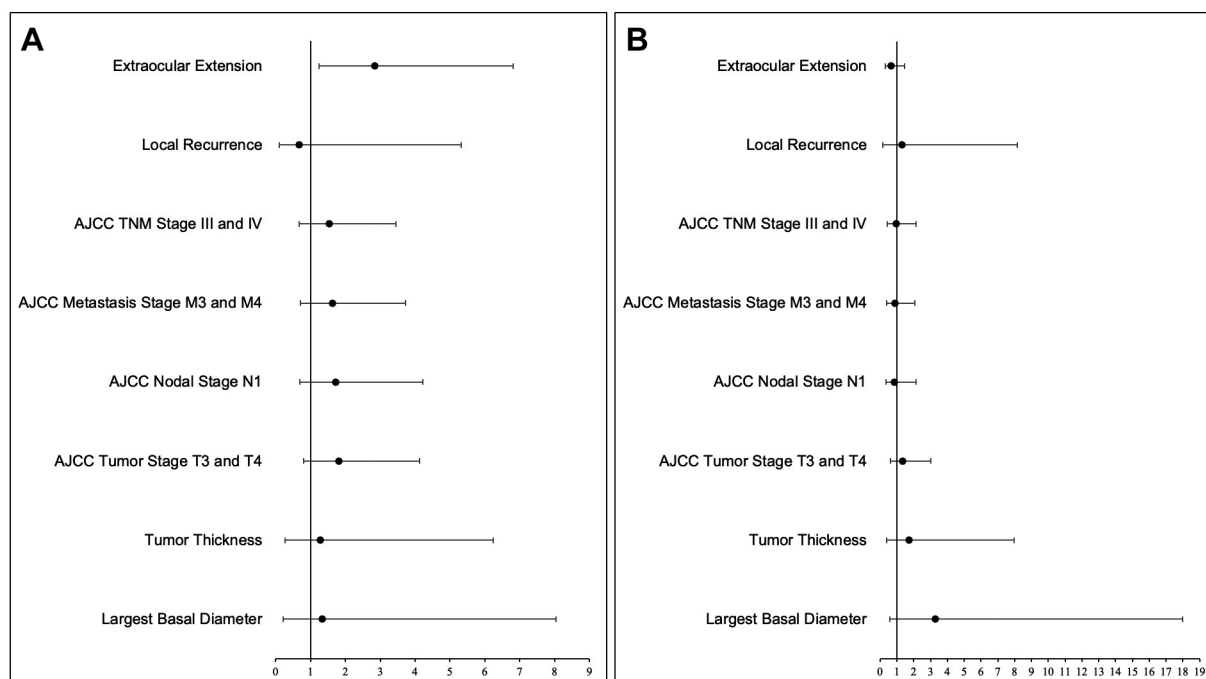 A
Extraocular Extension
Local Recurrence
AJCC TNM Stage III and IV
AJCC Metastasis Stage M3 and M4
AJCC Nodal Stage N1
AJCC Tumor Stage T3 and T4
Tumor Thickness
Largest Basal Diameter
0 1 2 3 4 5 6 7 8 9
B
Extraocular Extension
Local Recurrence
AJCC TNM Stage III and IV
AJCC Metastasis Stage M3 and M4
AJCC Nodal Stage N1
AJCC Tumor Stage T3 and T4
Tumor Thickness
Largest Basal Diameter
0 1 2 3 4 5 6 7 8 9 10 11 12 13 14 15 16 17 18 19